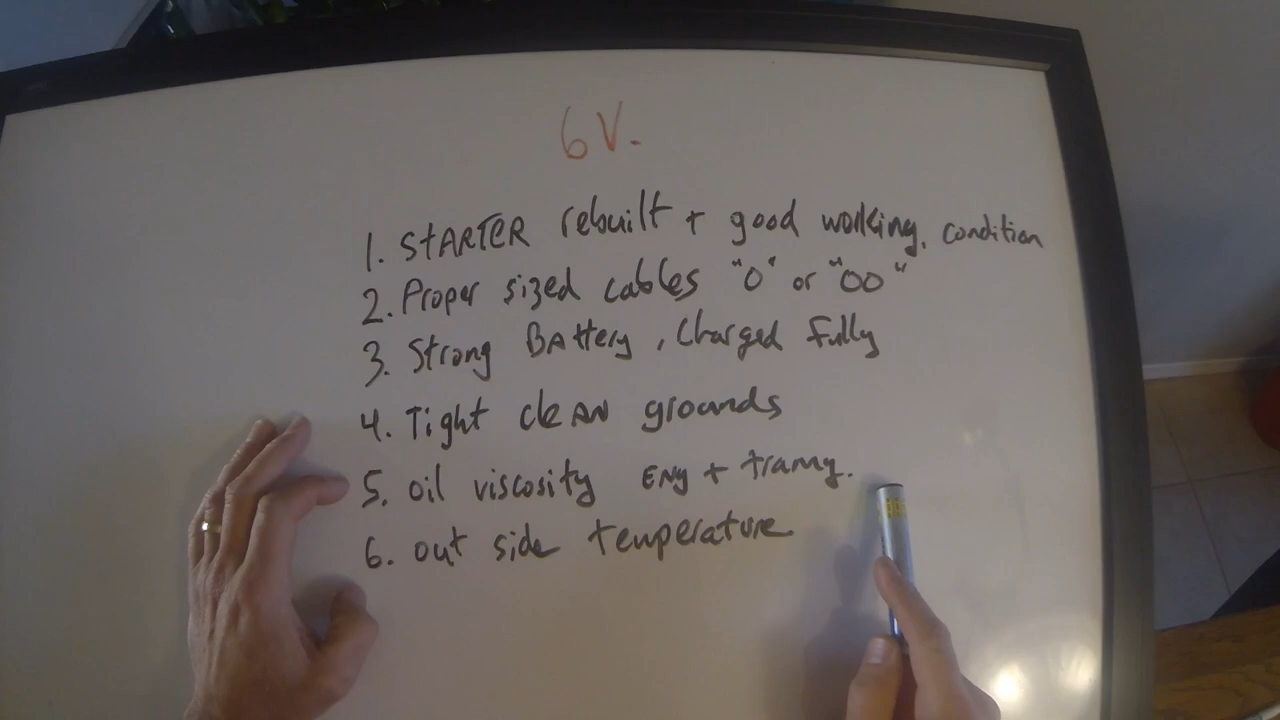 6V.
1. STARTER rebuilt + good working, condition
2. Proper sized cables "0" or "00"
3. Strong BAttery, Charged fully
4. Tight cleAN grounds
5. oil viscosity ENg + tranny.
6. out side temperature